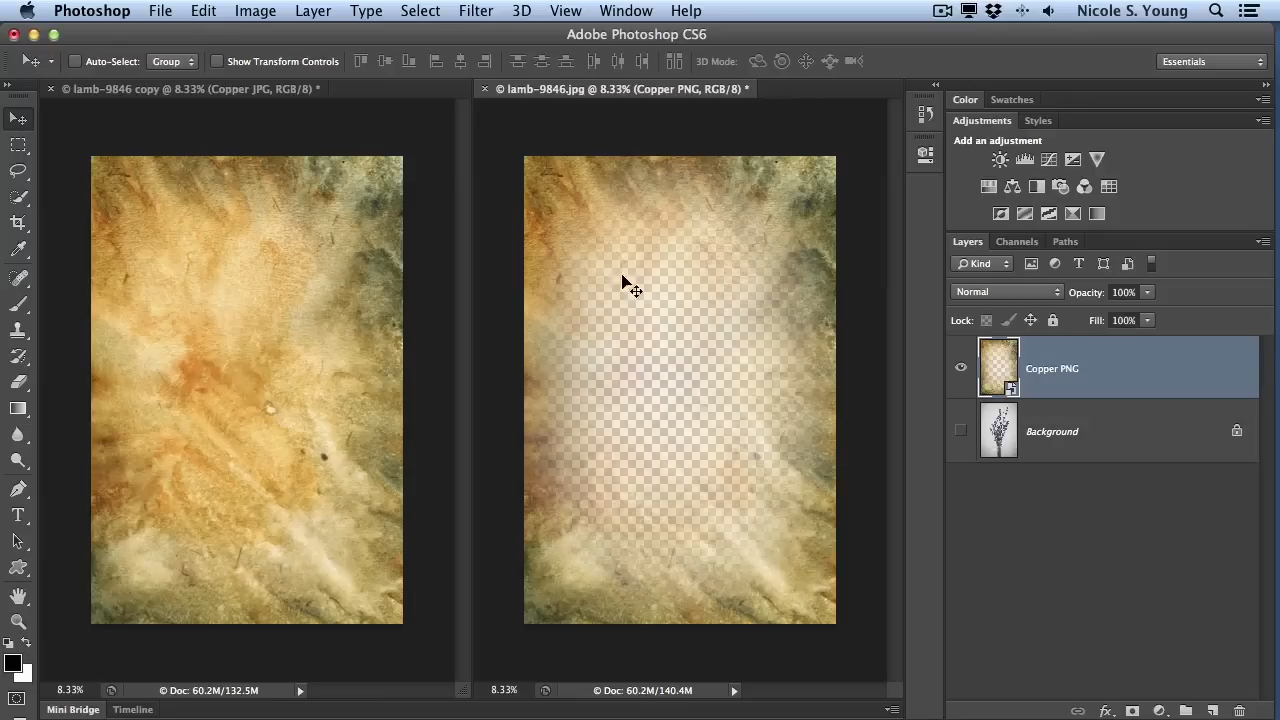 Photoshop File Edit Image Layer Type Select Filter 3D View Window Help Nicole S. Young
Adobe Photoshop CS6
Auto-Select: Group Show Transform Controls 3D Mode: Essentials
× © lamb-9846 copy @ 8.33% (Copper JPG, RGB/8) * × © lamb-9846.jpg @ 8.33% (Copper PNG, RGB/8) *
Color Swatches
Adjustments Styles
Add an adjustment
Layers Channels Paths
Kind
Normal Opacity: 100%
Lock: Fill: 100%
Copper PNG
Background
8.33% © Doc: 60.2M/132.5M 8.33% © Doc: 60.2M/140.4M
Mini Bridge Timeline